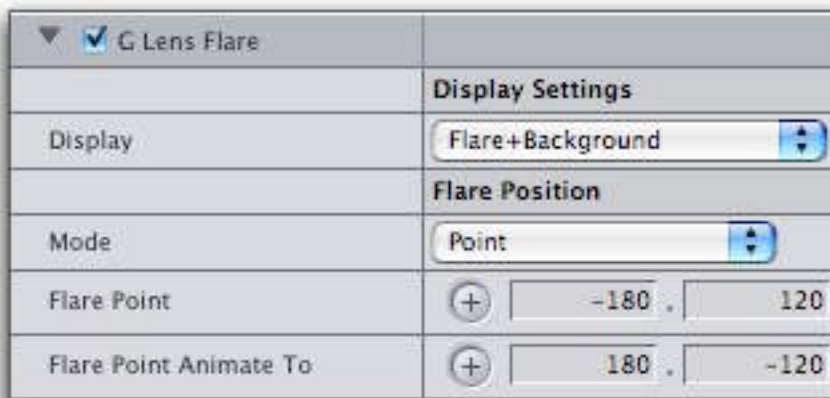 G Lens Flare
Display Settings
Display Flare+Background
Flare Position
Mode Point
Flare Point -180 , 120
Flare Point Animate To 180 , -120